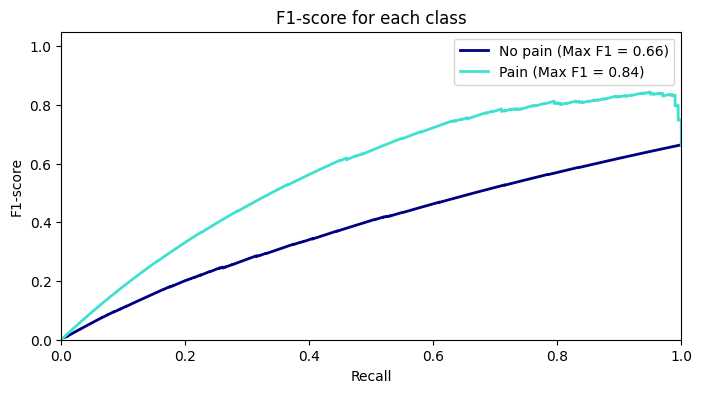 F1-score for each class
No pain (Max F1 = 0.66)
Pain (Max F1 = 0.84)
F1-score
1.0
0.8
0.6
0.4
0.2
0.0
0.0 0.2 0.4 0.6 0.8 1.0
Recall